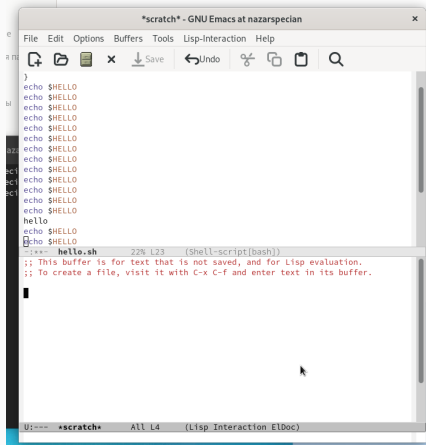 *scratch* - GNU Emacs at nazarspecian
File Edit Options Buffers Tools Lisp-Interaction Help
Save Undo
}
echo $HELLO
echo $HELLO
echo $HELLO
echo $HELLO
echo $HELLO
echo $HELLO
echo $HELLO
echo $HELLO
echo $HELLO
echo $HELLO
echo $HELLO
echo $HELLO
echo $HELLO
hello
echo $HELLO
echo $HELLO
-:**- hello.sh 22% L23 (Shell-script[bash])
;; This buffer is for text that is not saved, and for Lisp evaluation.
;; To create a file, visit it with C-x C-f and enter text in its buffer.
U:--- *scratch* All L4 (Lisp Interaction ElDoc)